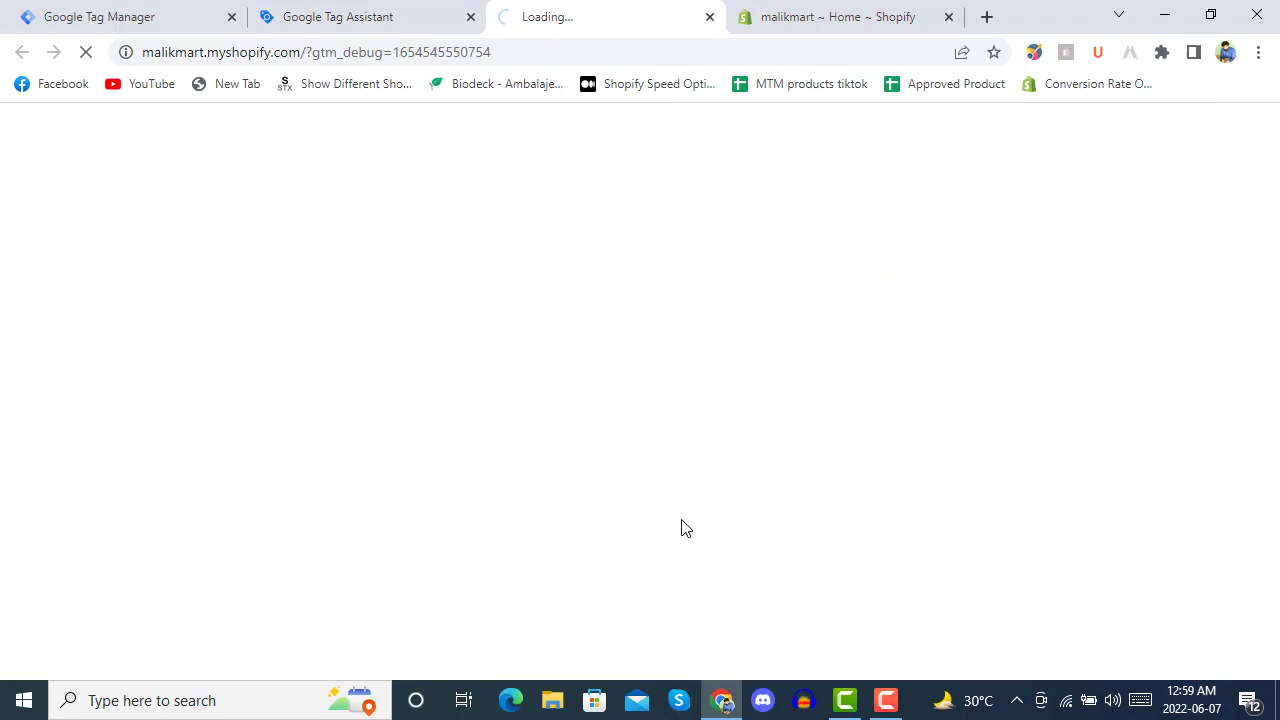 Google Tag Manager
Google Tag Assistant
Loading...
malikmart ~ Home ~ Shopify
malikmart.myshopify.com/?gtm_debug=1654545550754
U
Facebook
YouTube
New Tab
S
STX
Show Different Sho...
Biodeck - Ambalaje...
Shopify Speed Opti...
MTM products tiktok
Approved Product
Conversion Rate O...
Type here to search
30°C
12:59 AM
2022-06-07
12